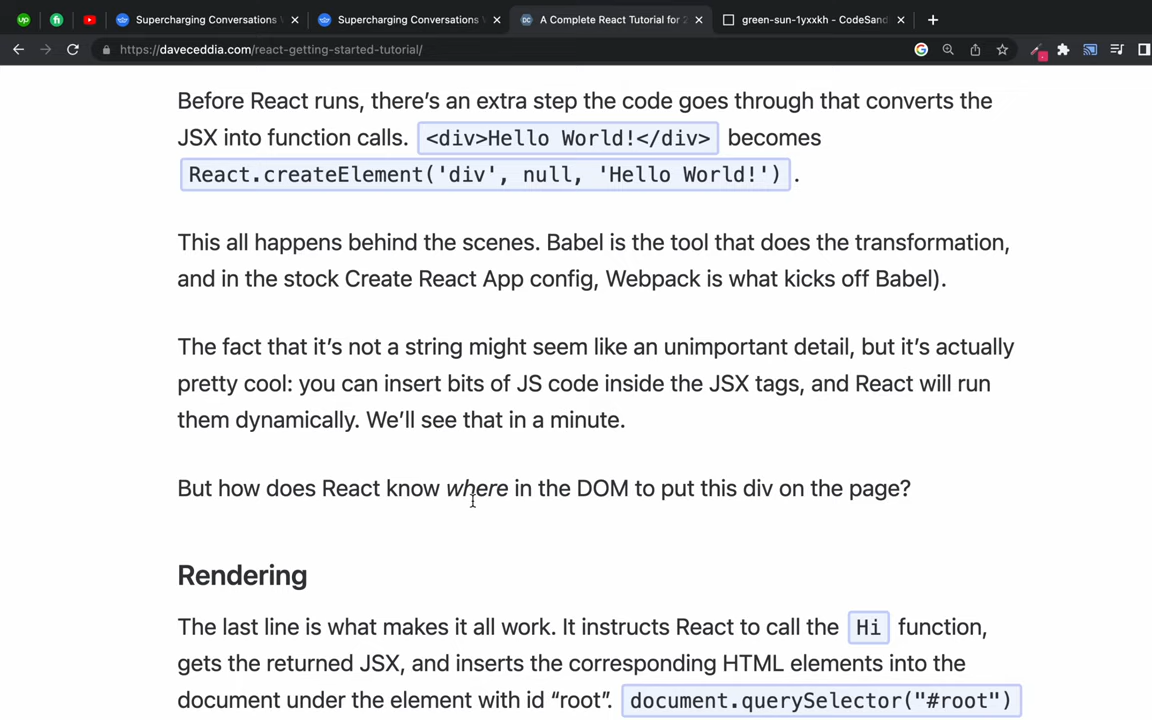 Supercharging Conversations
Supercharging Conversations
A Complete React Tutorial for 2
green-sun-1yxxkh - CodeSand
https://daveceddia.com/react-getting-started-tutorial/
Before React runs, there’s an extra step the code goes through that converts the
JSX into function calls. <div>Hello World!</div> becomes
React.createElement('div', null, 'Hello World!') .
This all happens behind the scenes. Babel is the tool that does the transformation,
and in the stock Create React App config, Webpack is what kicks off Babel).
The fact that it’s not a string might seem like an unimportant detail, but it’s actually
pretty cool: you can insert bits of JS code inside the JSX tags, and React will run
them dynamically. We’ll see that in a minute.
But how does React know where in the DOM to put this div on the page?
Rendering
The last line is what makes it all work. It instructs React to call the Hi function,
gets the returned JSX, and inserts the corresponding HTML elements into the
document under the element with id “root”. document.querySelector("#root")